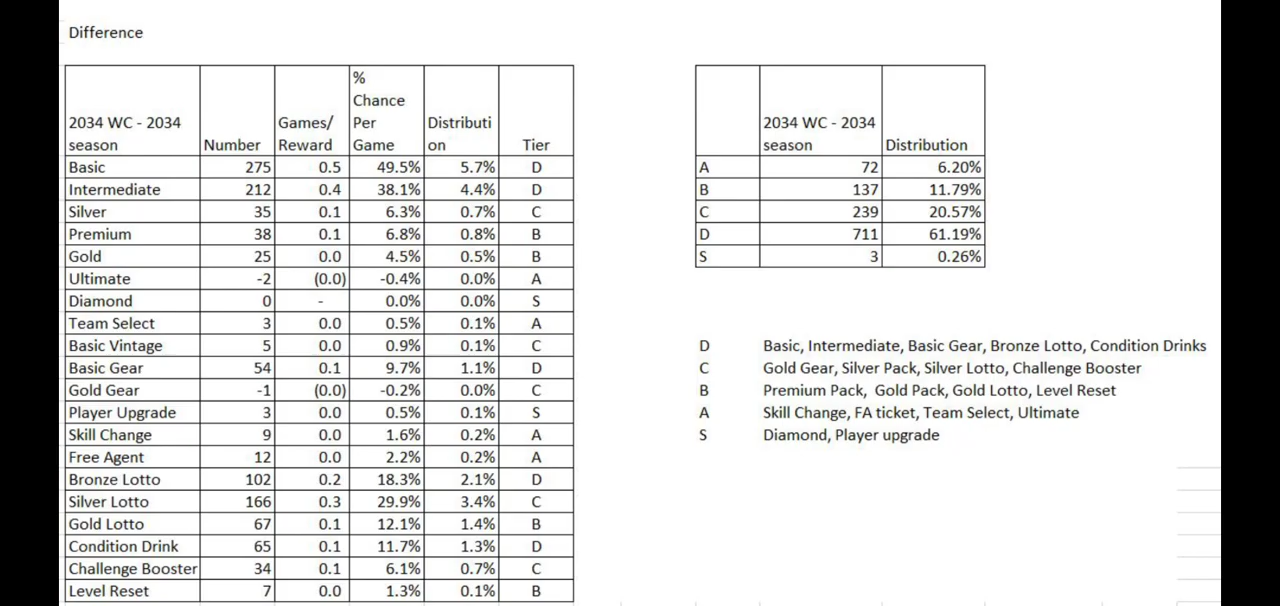 Difference
%
Chance
2034 WC - 2034 Games/ Per Distributi
season Number Reward Game on Tier
Basic 275 0.5 49.5% 5.7% D
Intermediate 212 0.4 38.1% 4.4% D
Silver 35 0.1 6.3% 0.7% C
Premium 38 0.1 6.8% 0.8% B
Gold 25 0.0 4.5% 0.5% B
Ultimate -2 (0.0) -0.4% 0.0% A
Diamond 0 - 0.0% 0.0% S
Team Select 3 0.0 0.5% 0.1% A
Basic Vintage 5 0.0 0.9% 0.1% C
Basic Gear 54 0.1 9.7% 1.1% D
Gold Gear -1 (0.0) -0.2% 0.0% C
Player Upgrade 3 0.0 0.5% 0.1% S
Skill Change 9 0.0 1.6% 0.2% A
Free Agent 12 0.0 2.2% 0.2% A
Bronze Lotto 102 0.2 18.3% 2.1% D
Silver Lotto 166 0.3 29.9% 3.4% C
Gold Lotto 67 0.1 12.1% 1.4% B
Condition Drink 65 0.1 11.7% 1.3% D
Challenge Booster 34 0.1 6.1% 0.7% C
Level Reset 7 0.0 1.3% 0.1% B
2034 WC - 2034
season Distribution
A 72 6.20%
B 137 11.79%
C 239 20.57%
D 711 61.19%
S 3 0.26%
D Basic, Intermediate, Basic Gear, Bronze Lotto, Condition Drinks
C Gold Gear, Silver Pack, Silver Lotto, Challenge Booster
B Premium Pack, Gold Pack, Gold Lotto, Level Reset
A Skill Change, FA ticket, Team Select, Ultimate
S Diamond, Player upgrade